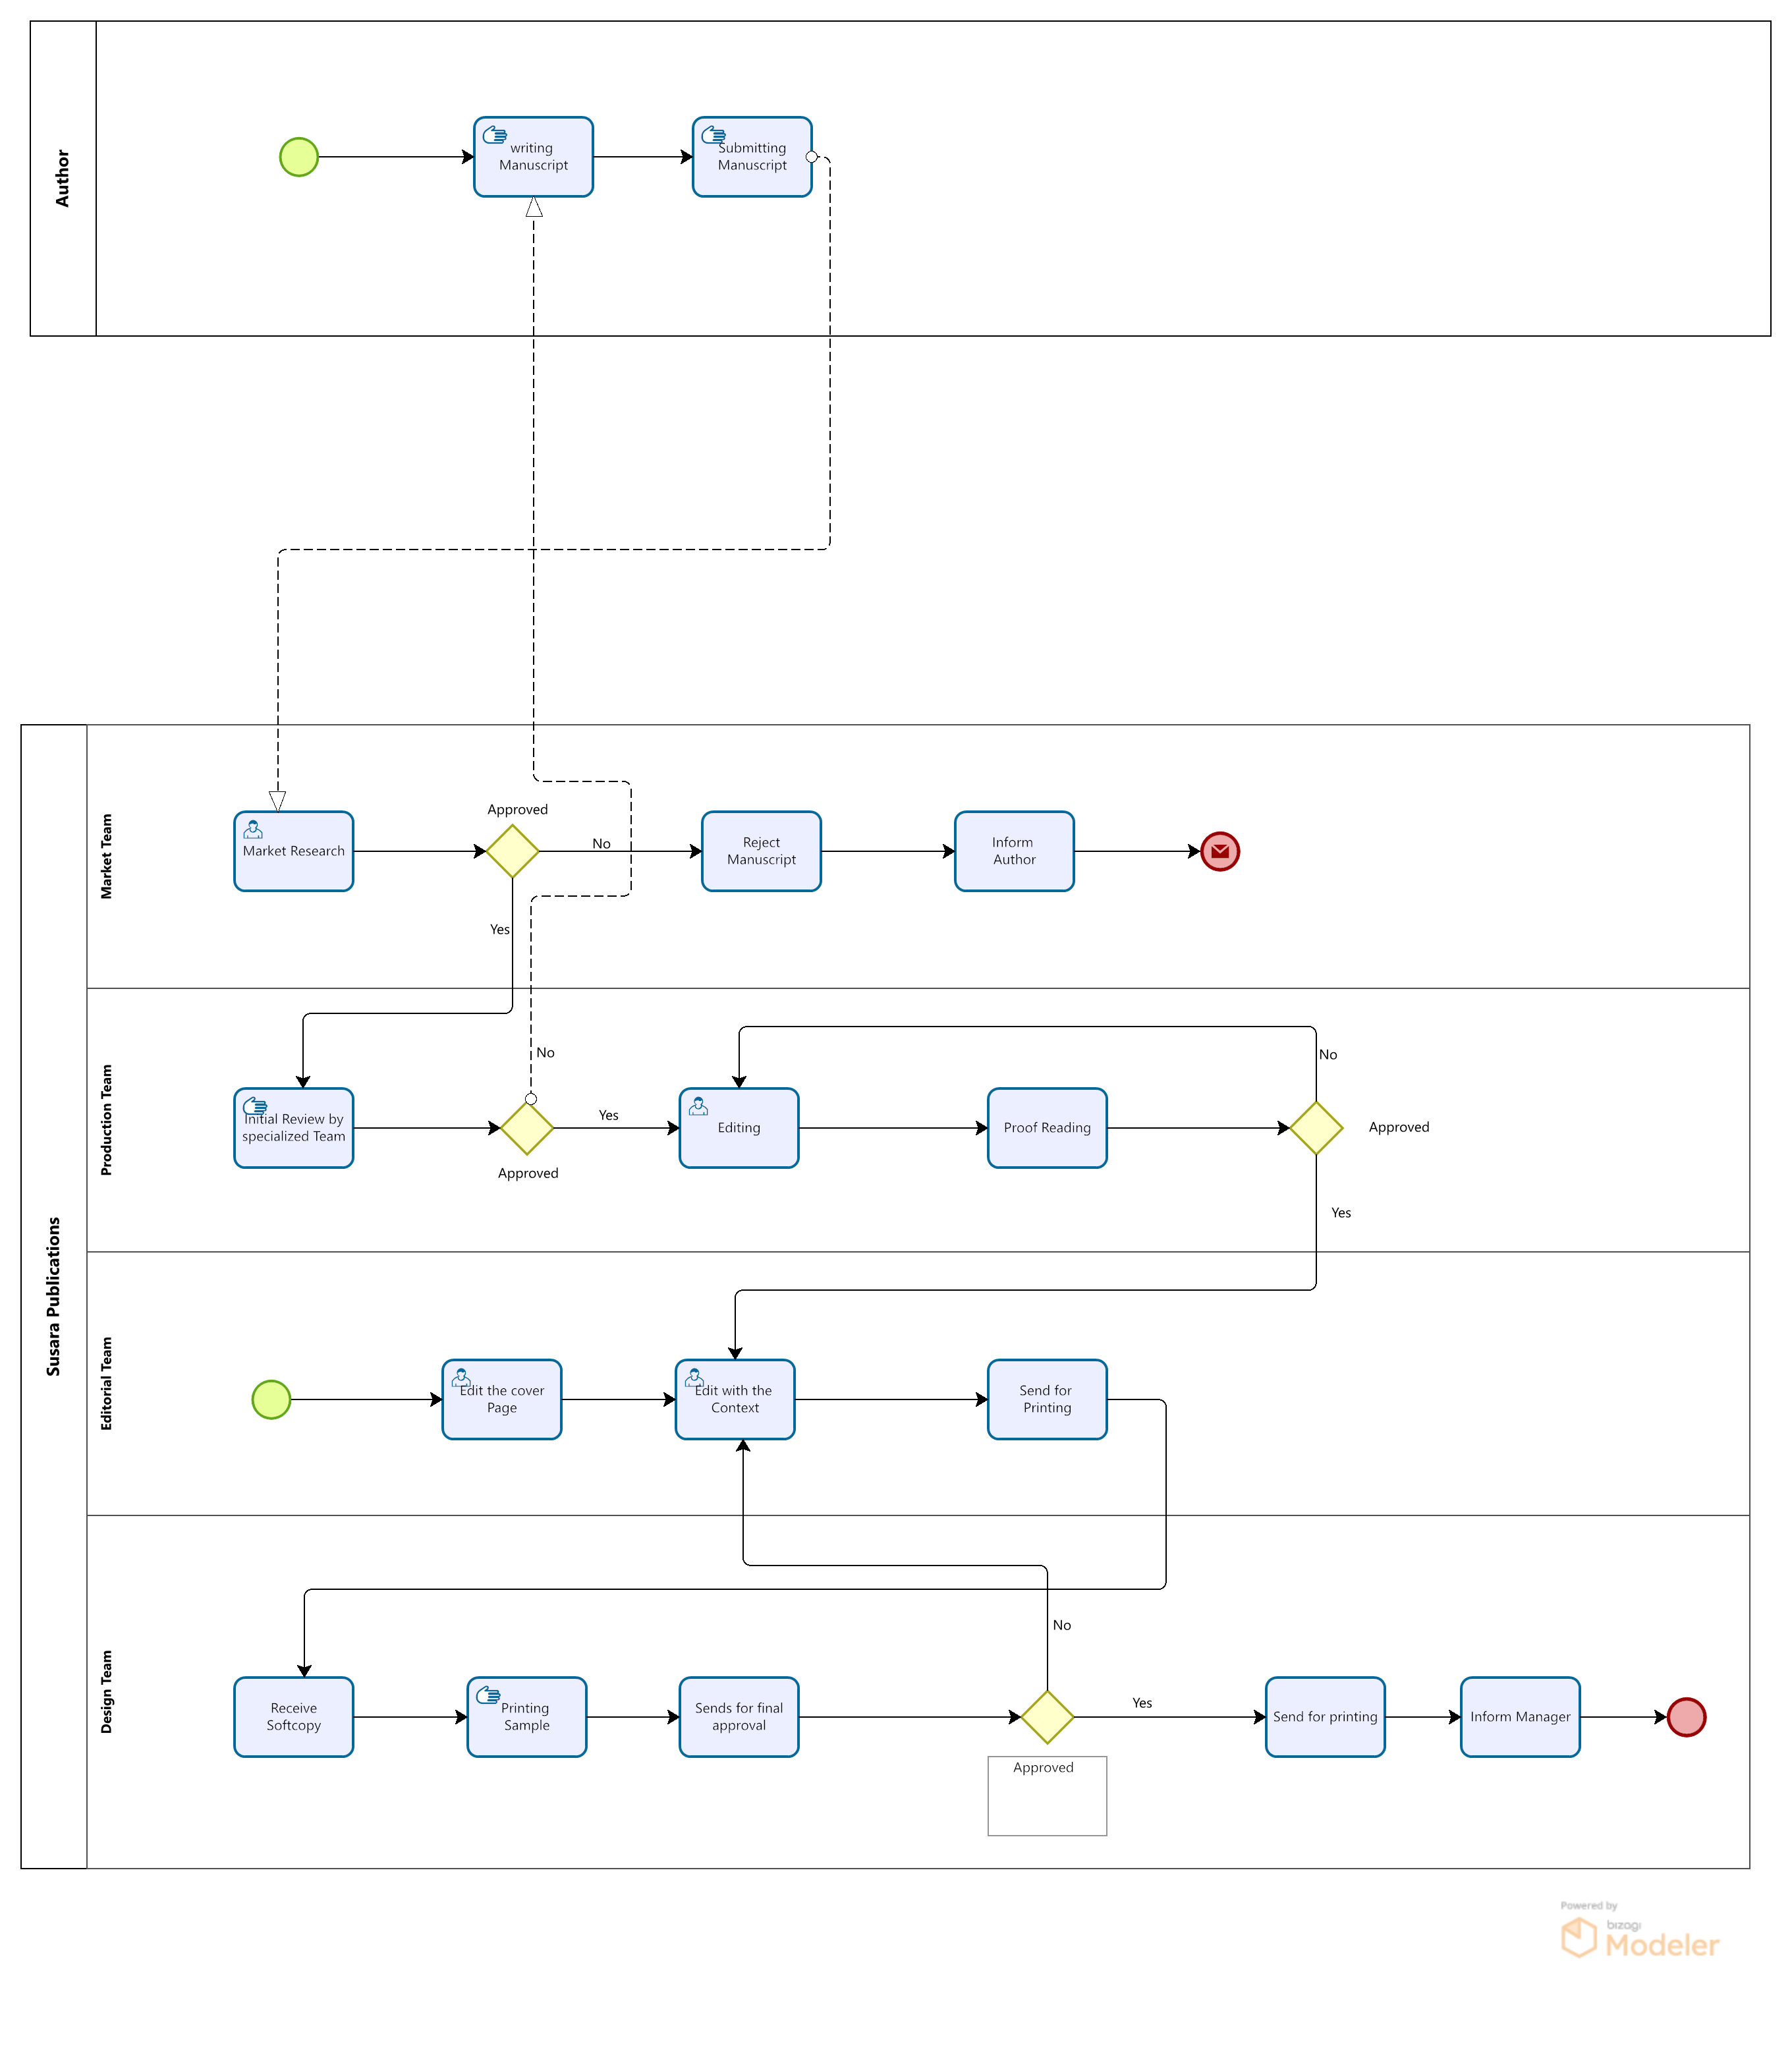 Author
writing
Manuscript
Submitting
Manuscript
Susara Publications
Market Team
Market Research
Approved
No
Yes
Reject
Manuscript
Inform
Author
Production Team
Initial Review by
specialized Team
No
Approved
Yes
Editing
Proof Reading
No
Approved
Yes
Editorial Team
Edit the cover
Page
Edit with the
Context
Send for
Printing
Design Team
Receive
Softcopy
Printing
Sample
Sends for final
approval
No
Approved
Yes
Send for printing
Inform Manager
Powered by
bizagi
Modeler